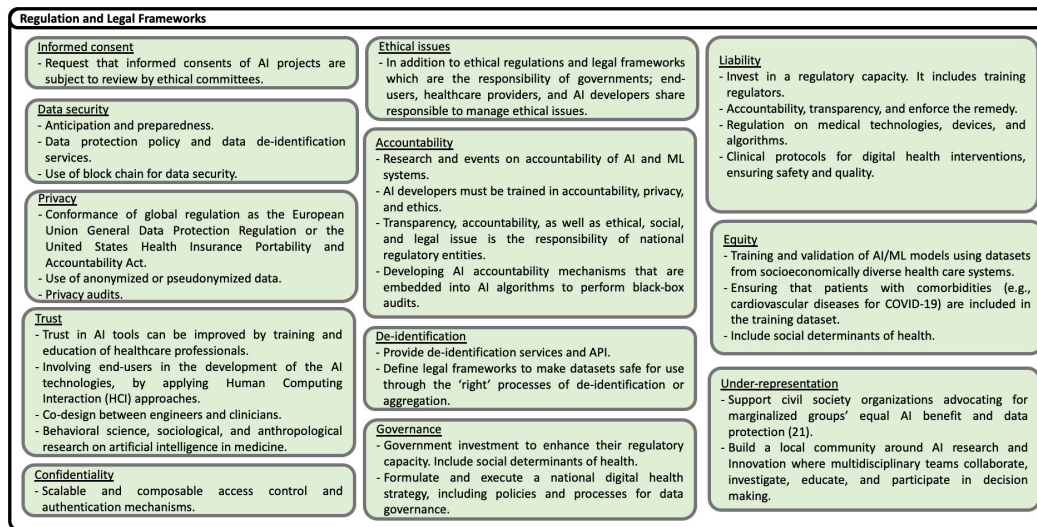 Regulation and Legal Frameworks
Informed consent
- Request that informed consents of AI projects are
subject to review by ethical committees.
Data security
- Anticipation and preparedness.
- Data protection policy and data de-identification
services.
- Use of block chain for data security.
Privacy
- Conformance of global regulation as the European
Union General Data Protection Regulation or the
United States Health Insurance Portability and
Accountability Act.
- Use of anonymized or pseudonymized data.
- Privacy audits.
Trust
- Trust in AI tools can be improved by training and
education of healthcare professionals.
- Involving end-users in the development of the AI
technologies, by applying Human Computing
Interaction (HCI) approaches.
- Co-design between engineers and clinicians.
- Behavioral science, sociological, and anthropological
research on artificial intelligence in medicine.
Confidentiality
- Scalable and composable access control and
authentication mechanisms.
Ethical issues
- In addition to ethical regulations and legal frameworks
which are the responsibility of governments; end-
users, healthcare providers, and AI developers share
responsible to manage ethical issues.
Accountability
- Research and events on accountability of AI and ML
systems.
- AI developers must be trained in accountability, privacy,
and ethics.
- Transparency, accountability, as well as ethical, social,
and legal issue is the responsibility of national
regulatory entities.
- Developing AI accountability mechanisms that are
embedded into AI algorithms to perform black-box
audits.
De-identification
- Provide de-identification services and API.
- Define legal frameworks to make datasets safe for use
through the 'right' processes of de-identification or
aggregation.
Governance
- Government investment to enhance their regulatory
capacity. Include social determinants of health.
- Formulate and execute a national digital health
strategy, including policies and processes for data
governance.
Liability
- Invest in a regulatory capacity. It includes training
regulators.
- Accountability, transparency, and enforce the remedy.
- Regulation on medical technologies, devices, and
algorithms.
- Clinical protocols for digital health interventions,
ensuring safety and quality.
Equity
- Training and validation of AI/ML models using datasets
from socioeconomically diverse health care systems.
- Ensuring that patients with comorbidities (e.g.,
cardiovascular diseases for COVID-19) are included in
the training dataset.
- Include social determinants of health.
Under-representation
- Support civil society organizations advocating for
marginalized groups' equal AI benefit and data
protection (21).
- Build a local community around AI research and
Innovation where multidisciplinary teams collaborate,
investigate, educate, and participate in decision
making.